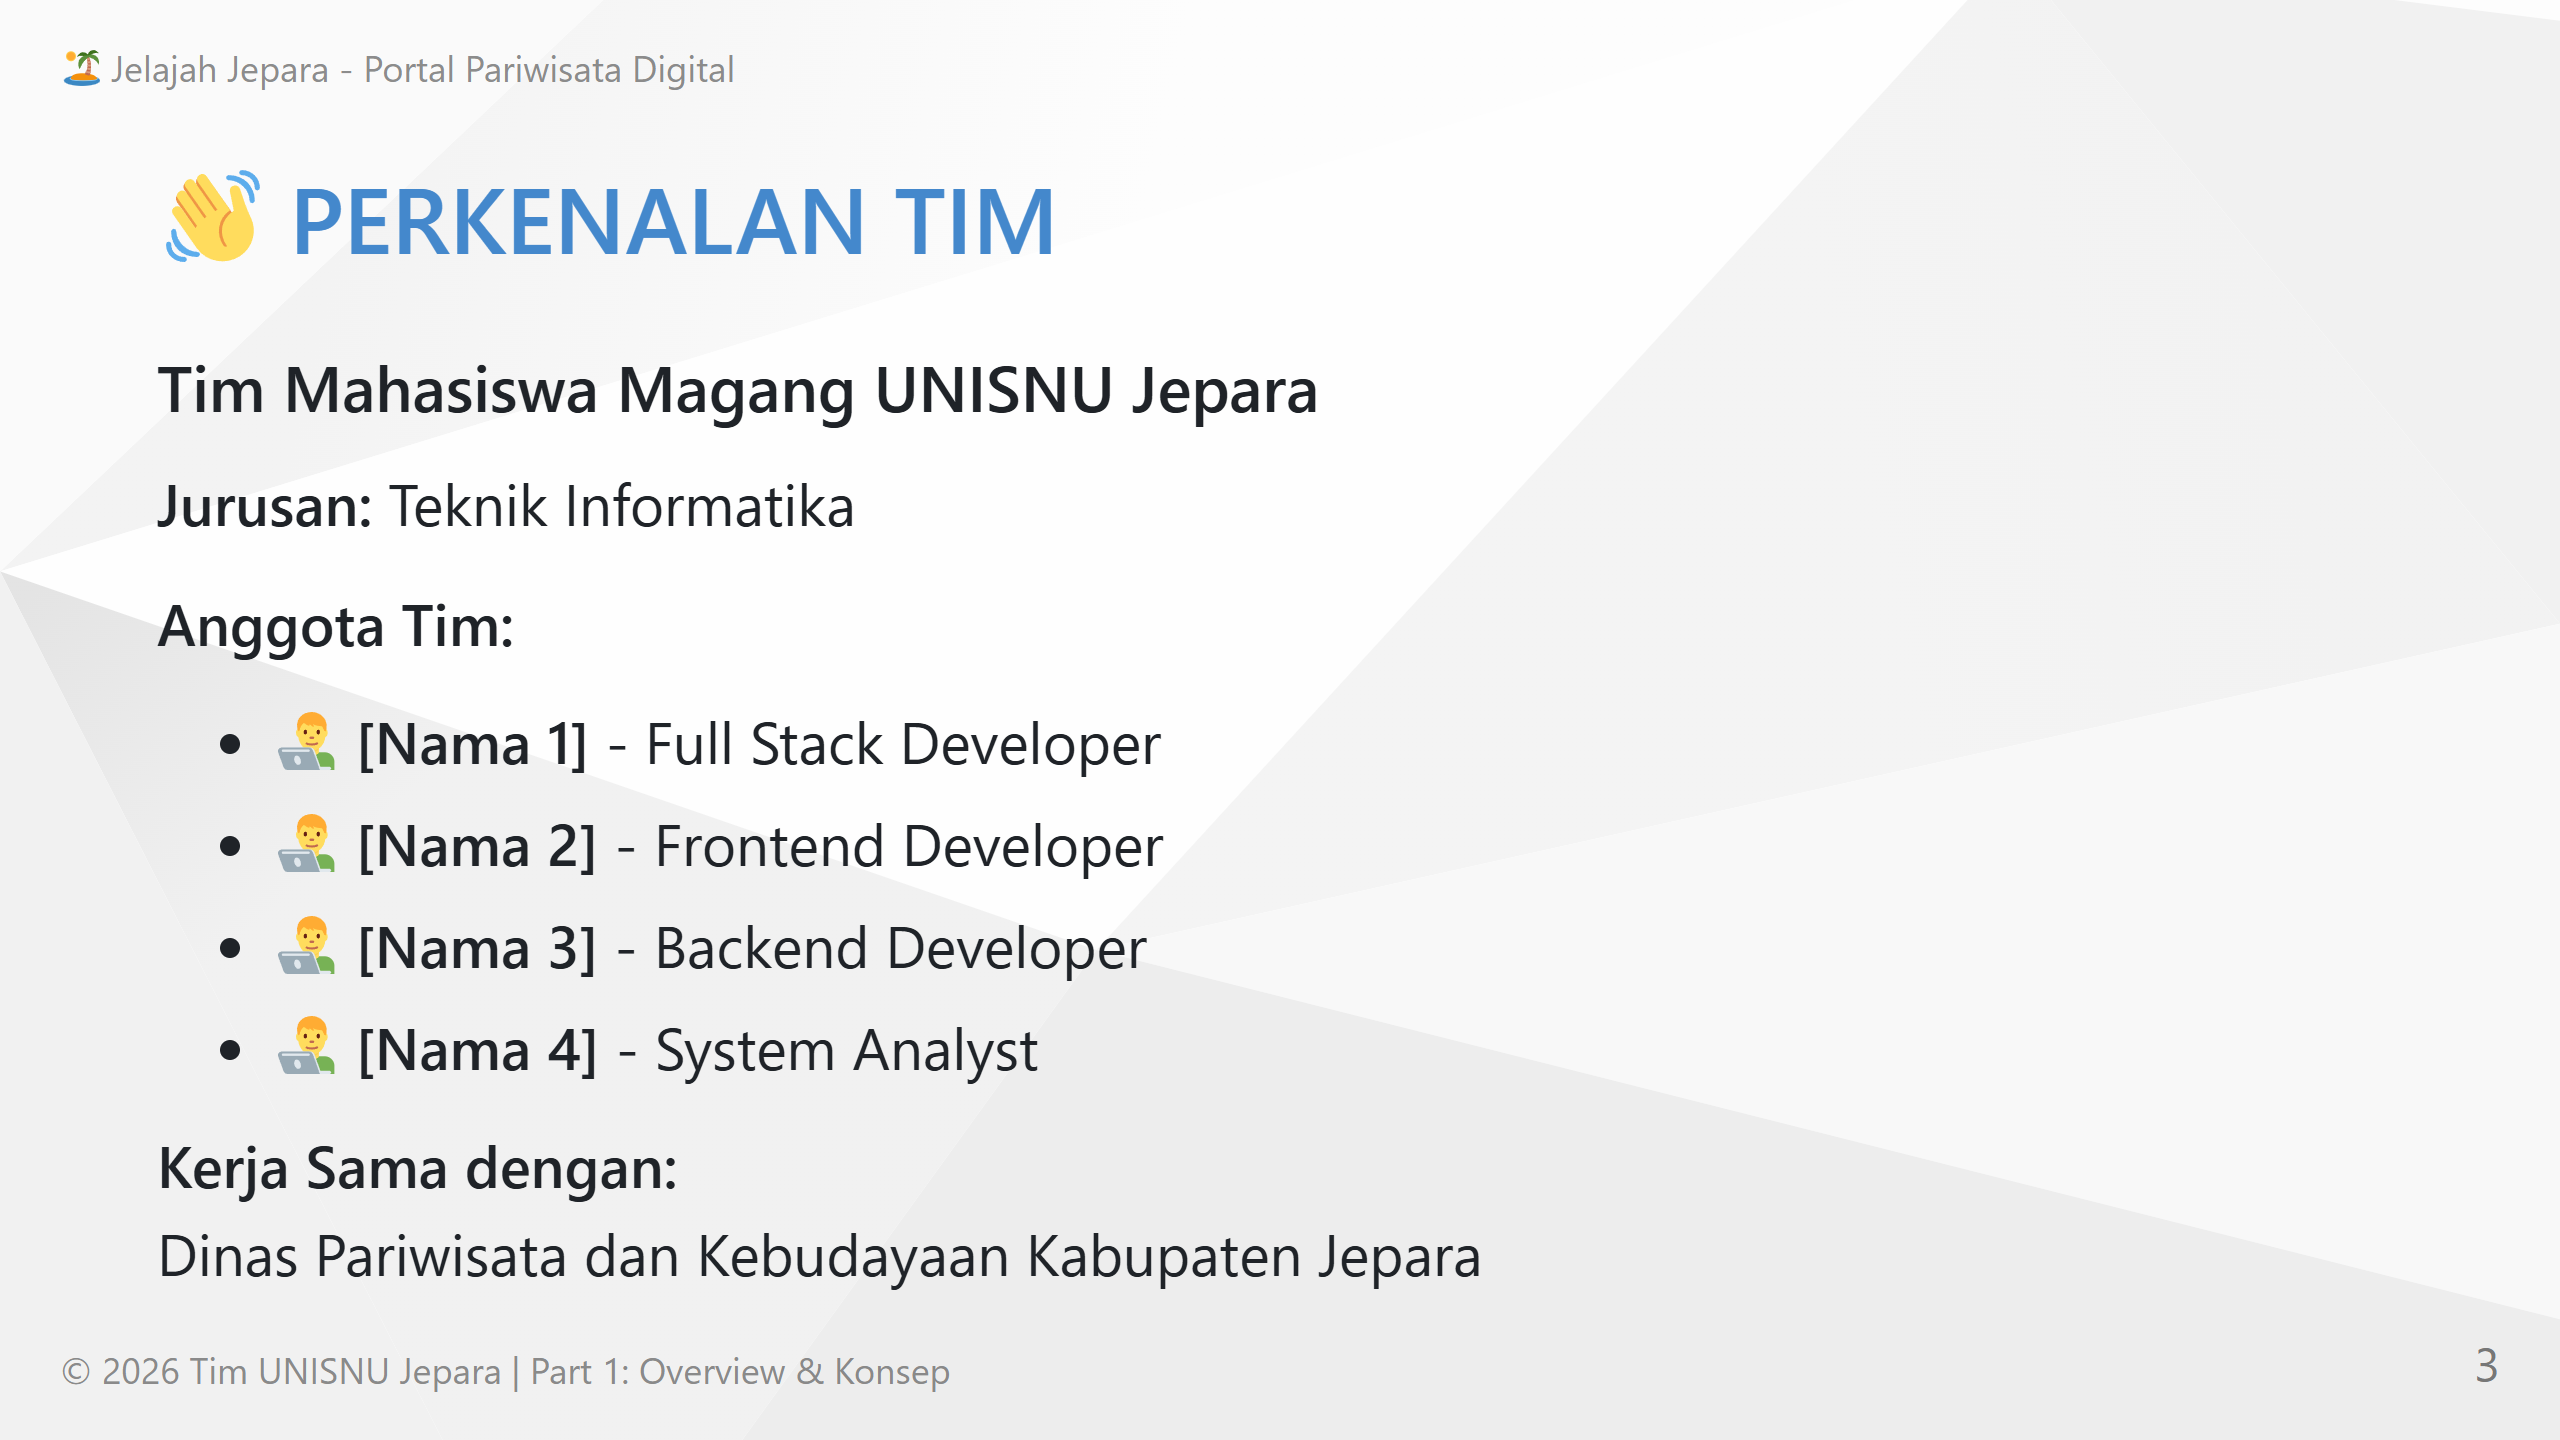 🏝️ Jelajah Jepara - Portal Pariwisata Digital
👋 PERKENALAN TIM
Tim Mahasiswa Magang UNISNU Jepara
Jurusan: Teknik Informatika
Anggota Tim:
• 👨‍💻 [Nama 1] - Full Stack Developer
• 👨‍💻 [Nama 2] - Frontend Developer
• 👨‍💻 [Nama 3] - Backend Developer
• 👨‍💻 [Nama 4] - System Analyst
Kerja Sama dengan:
Dinas Pariwisata dan Kebudayaan Kabupaten Jepara
© 2026 Tim UNISNU Jepara | Part 1: Overview & Konsep
3